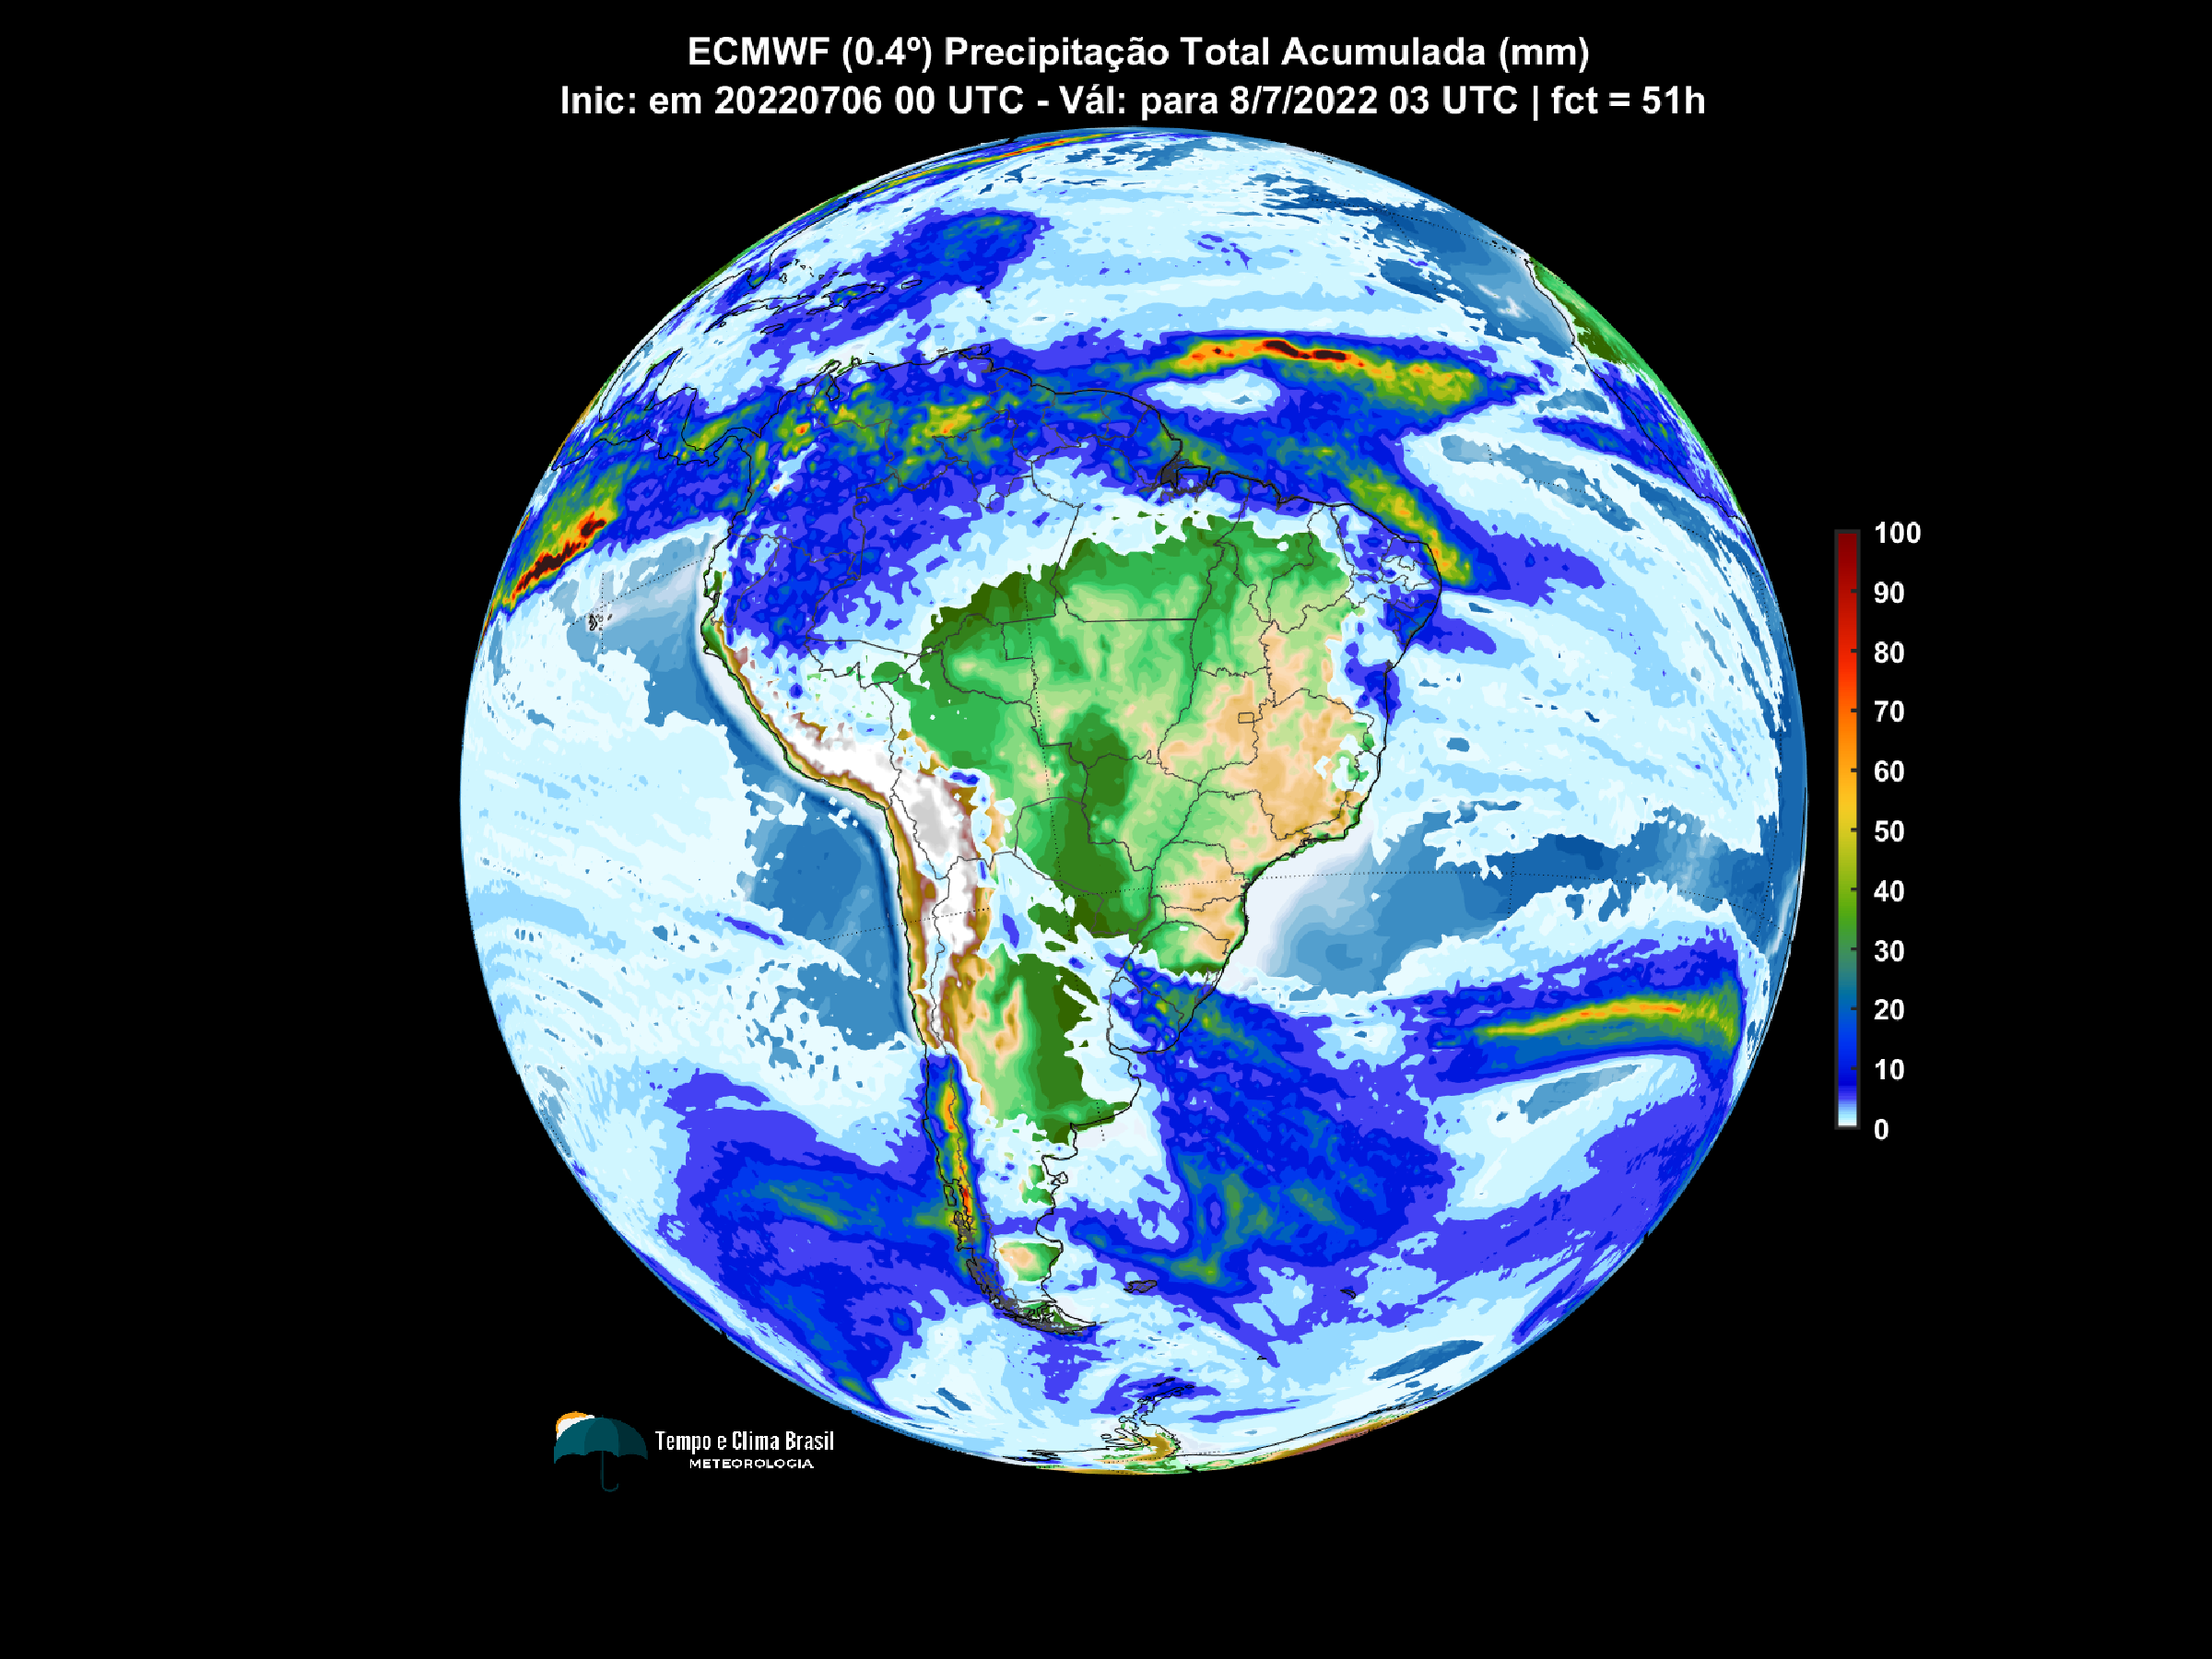 ECMWF (0.4º) Precipitação Total Acumulada (mm)
Inic: em 20220706 00 UTC - Vál: para 8/7/2022 03 UTC | fct = 51h
100
90
80
70
60
50
40
30
20
10
0
Tempo e Clima Brasil
METEOROLOGIA